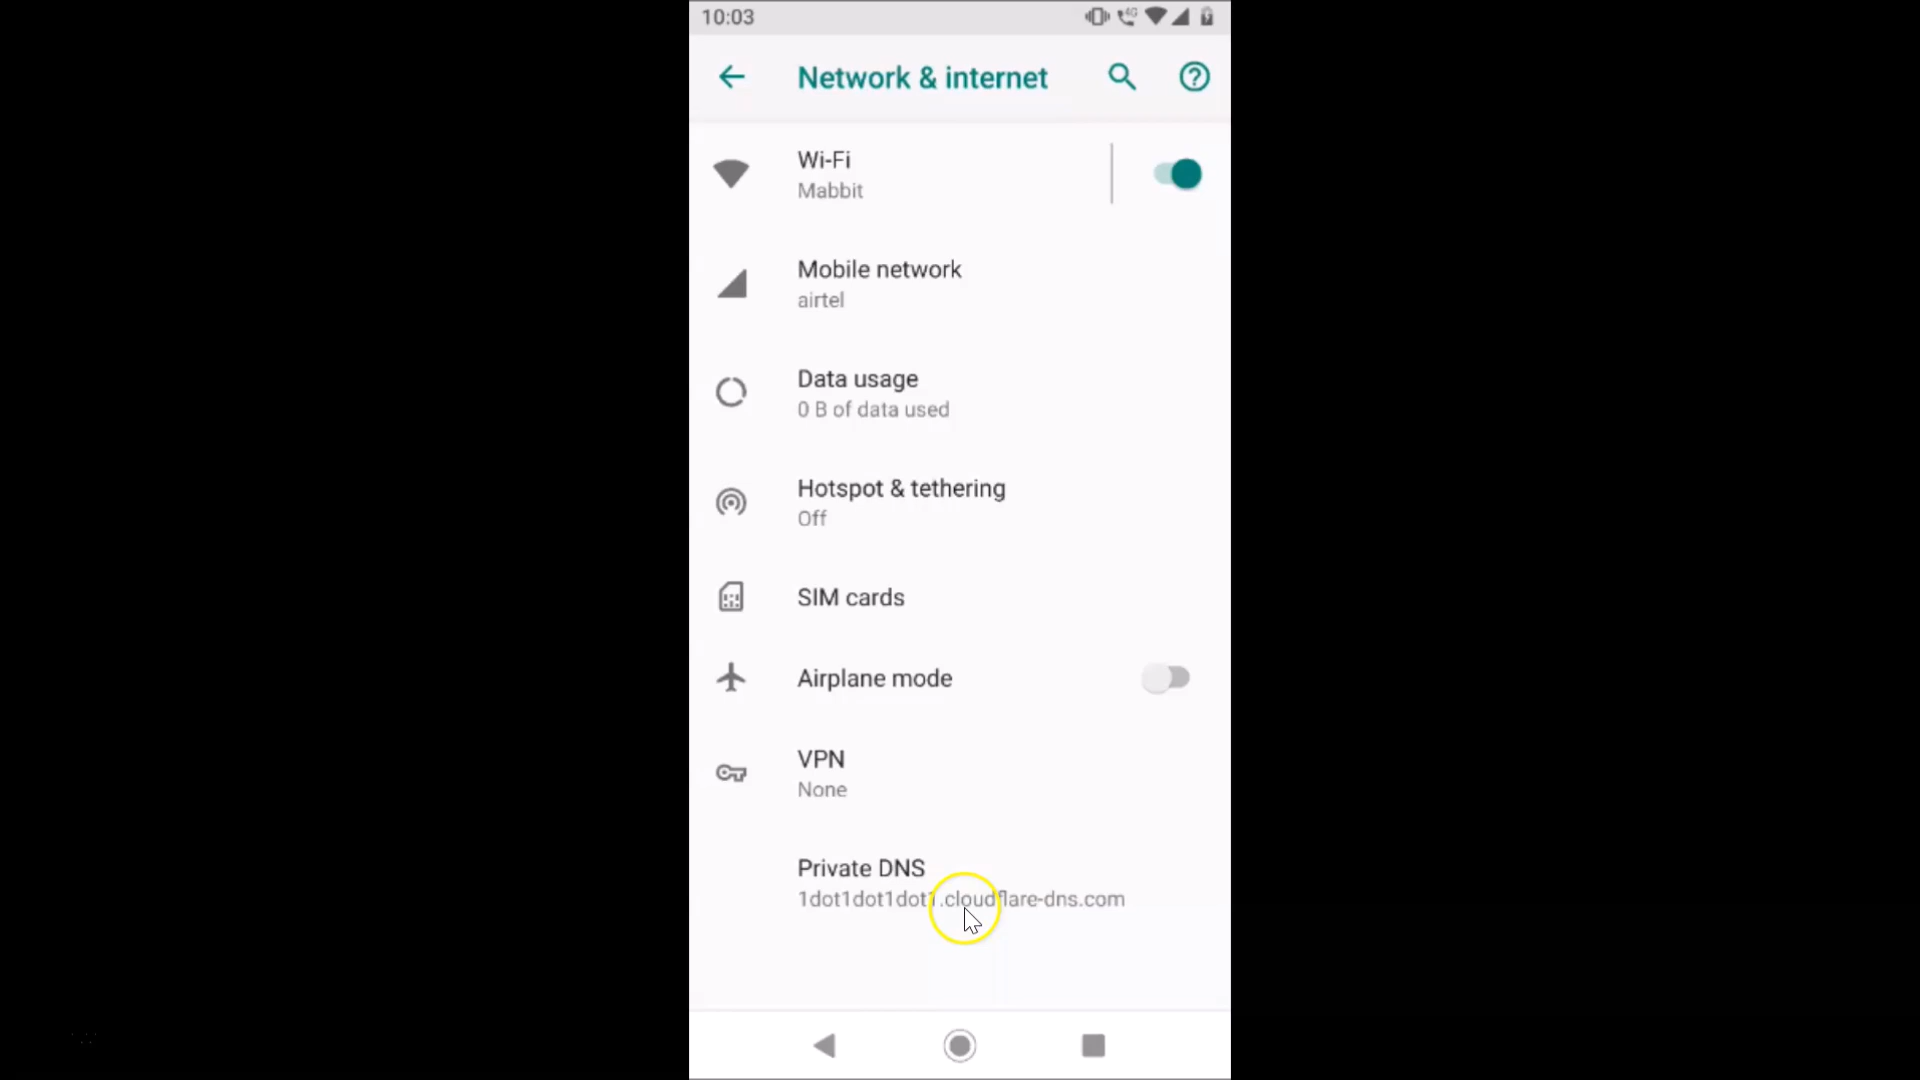 10:03
4G
Network & internet
Wi-Fi
Mabbit
Mobile network
airtel
Data usage
0 B of data used
Hotspot & tethering
Off
SIM cards
Airplane mode
VPN
None
Private DNS
1dot1dot1dot1.cloudflare-dns.com